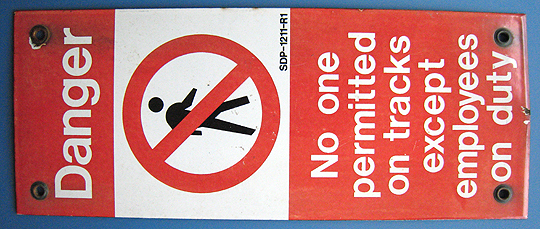 Danger
SDP-1211-R1
No one
permitted
on tracks
except
employees
on duty